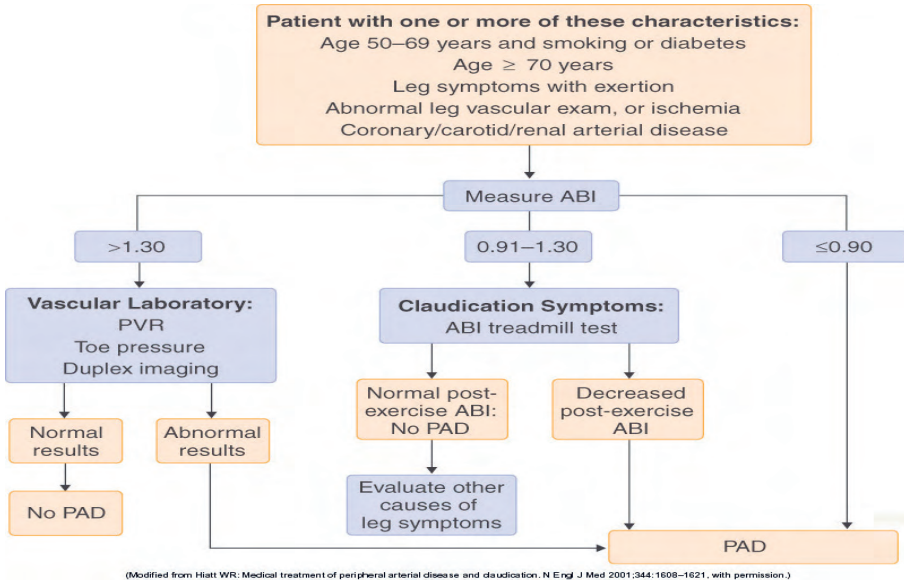 Patient with one or more of these characteristics:
Age 50–69 years and smoking or diabetes
Age ≥ 70 years
Leg symptoms with exertion
Abnormal leg vascular exam, or ischemia
Coronary/carotid/renal arterial disease
Measure ABI
>1.30
0.91–1.30
≤0.90
Vascular Laboratory:
PVR
Toe pressure
Duplex imaging
Claudication Symptoms:
ABI treadmill test
Normal results
Abnormal results
Normal post-
exercise ABI:
No PAD
Decreased
post-exercise
ABI
No PAD
Evaluate other
causes of
leg symptoms
PAD
(Modified from Hiatt WR: Medical treatment of peripheral arterial disease and claudication. N Engl J Med 2001;344:1608–1621, with permission.)